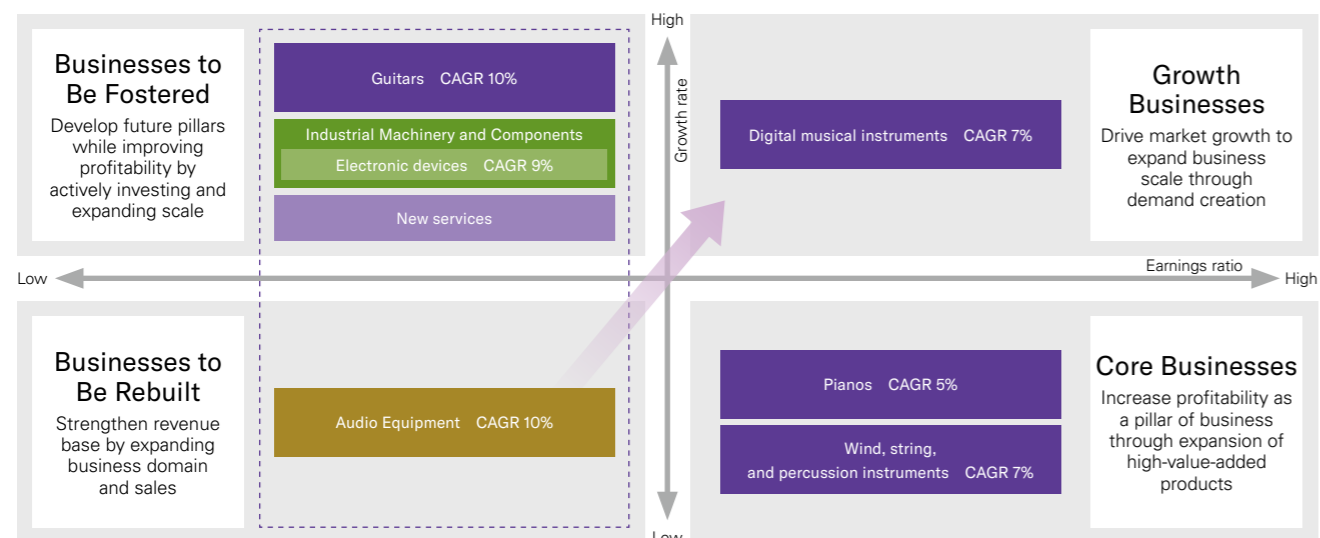 High
Businesses to
Be Fostered
Develop future pillars
while improving
profitability by
actively investing and
expanding scale
Guitars CAGR 10%
Industrial Machinery and Components
Electronic devices CAGR 9%
New services
Growth rate
Digital musical instruments CAGR 7%
Growth
Businesses
Drive market growth to
expand business
scale through
demand creation
Low
Earnings ratio
High
Businesses to
Be Rebuilt
Strengthen revenue
base by expanding
business domain
and sales
Audio Equipment CAGR 10%
Pianos CAGR 5%
Wind, string,
and percussion instruments CAGR 7%
Core Businesses
Increase profitability as
a pillar of business
through expansion of
high-value-added
products
Low